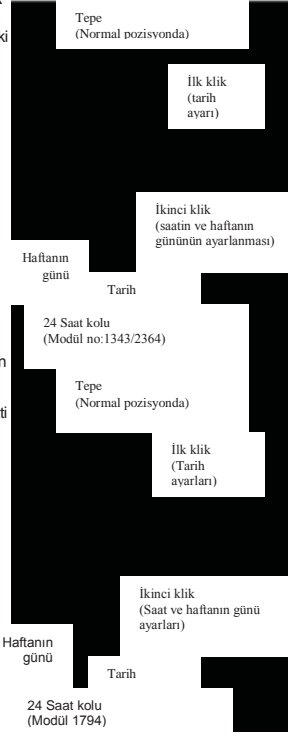 ki
Tepe
(Normal pozisyonda)
İlk klik
(tarih
ayarı)
İkinci klik
(saatin ve haftanın
gününün ayarlanması)
Haftanın
günü
Tarih
24 Saat kolu
(Modül no:1343/2364)
Tepe
(Normal pozisyonda)
ti
İlk klik
(Tarih
ayarları)
İkinci klik
(Saat ve haftanın günü
ayarları)
Haftanın
günü
Tarih
24 Saat kolu
(Modül 1794)